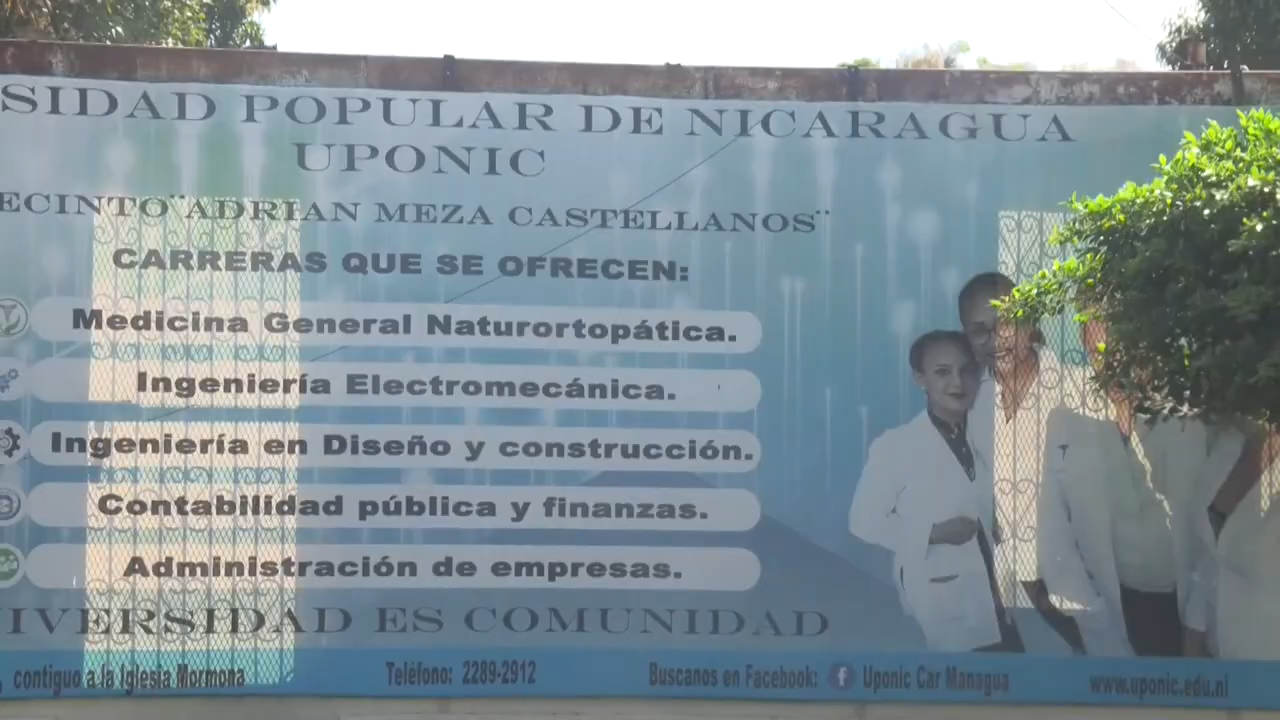 SIDAD POPULAR DE NICARAGUA
UPONIC
ECINTO "ADRIAN MEZA CASTELLANOS"
CARRERAS QUE SE OFRECEN:
Medicina General Naturortopática.
Ingeniería Electromecánica.
Ingeniería en Diseño y construcción.
Contabilidad pública y finanzas.
Administración de empresas.
IVERSIDAD ES COMUNIDAD
, contiguo a la Iglesia Mormona Teléfono: 2289-2912 Buscanos en Facebook: f Uponic Car Managua www.uponic.edu.ni